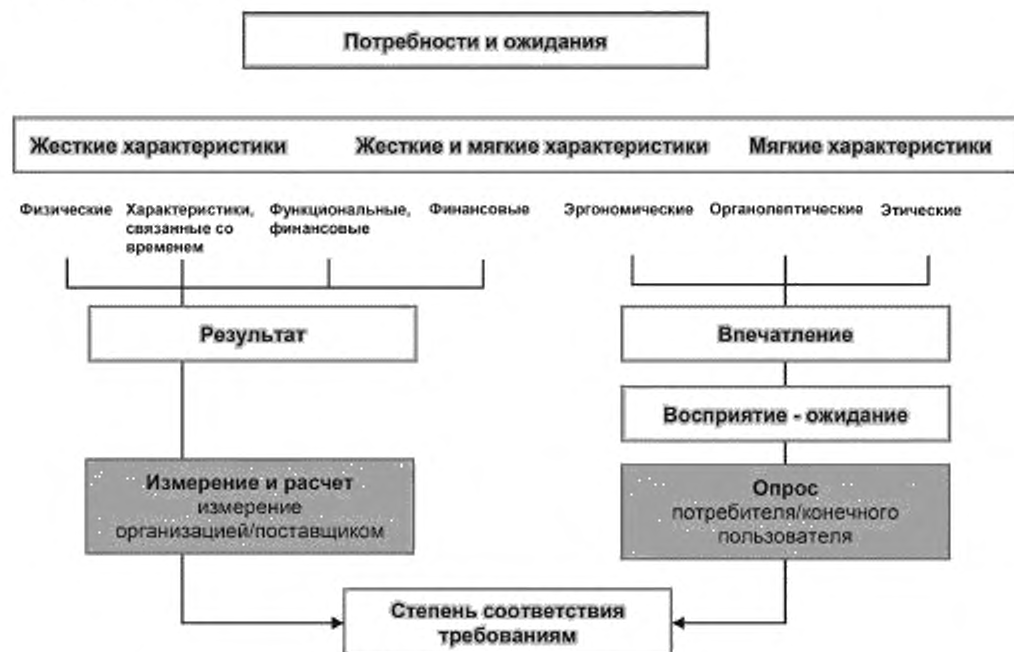 Потребности и ожидания
Жесткие характеристики Жесткие и мягкие характеристики Мягкие характеристики
Физические Характеристики, связанные со временем Функциональные, финансовые Финансовые Эргономические Органолептические Этические
Результат
Впечатление
Восприятие - ожидание
Измерение и расчет
измерение
организацией/поставщиком
Опрос
потребителя/конечного
пользователя
Степень соответствия
требованиям